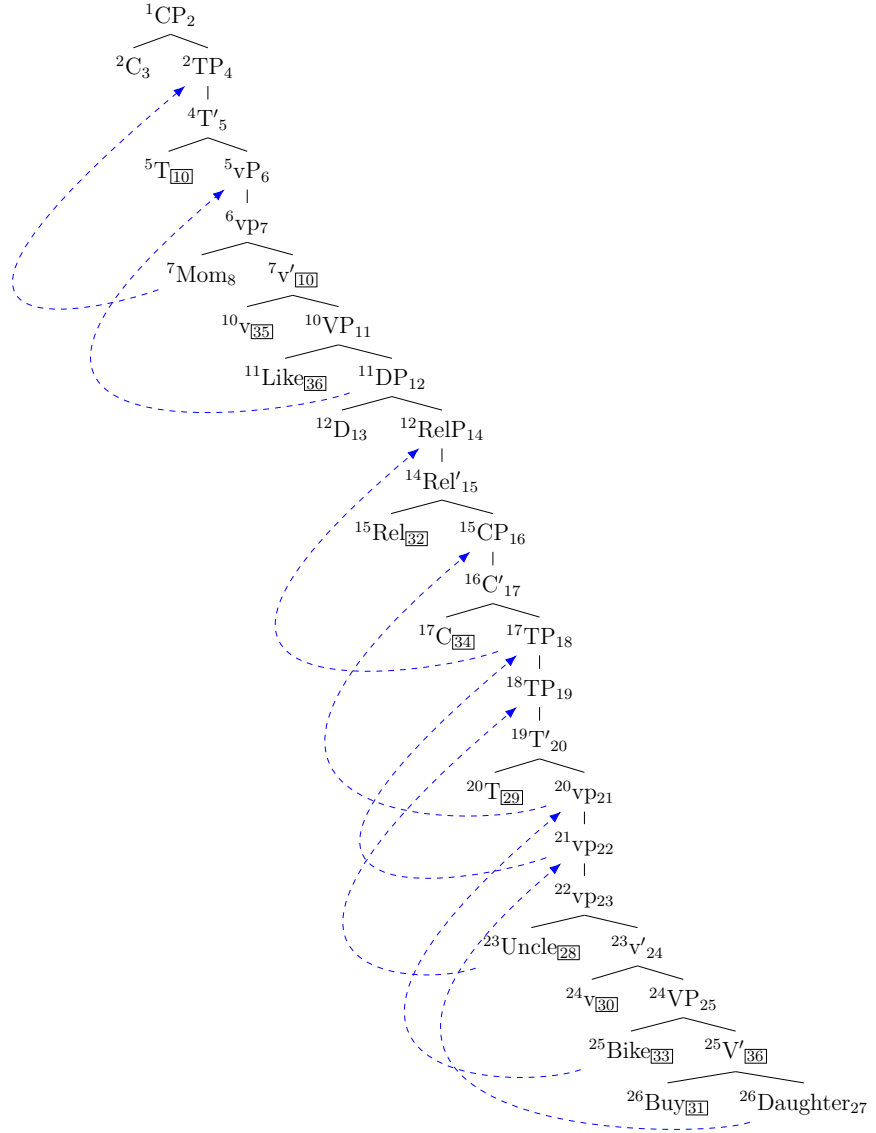 ¹CP₂
²C₃ ²TP₄
⁴T′₅
⁵T₁₀ ⁵vP₆
⁶vp₇
⁷Mom₈ ⁷v′₁₀
¹⁰v₃₅ ¹⁰VP₁₁
¹¹Like₃₆ ¹¹DP₁₂
¹²D₁₃ ¹²RelP₁₄
¹⁴Rel′₁₅
¹⁵Rel₃₂ ¹⁵CP₁₆
¹⁶C′₁₇
¹⁷C₃₄ ¹⁷TP₁₈
¹⁸TP₁₉
¹⁹T′₂₀
²⁰T₂₉ ²⁰vp₂₁
²¹vp₂₂
²²vp₂₃
²³Uncle₂₈ ²³v′₂₄
²⁴v₃₀ ²⁴VP₂₅
²⁵Bike₃₃ ²⁵V′₃₆
²⁶Buy₃₁ ²⁶Daughter₂₇